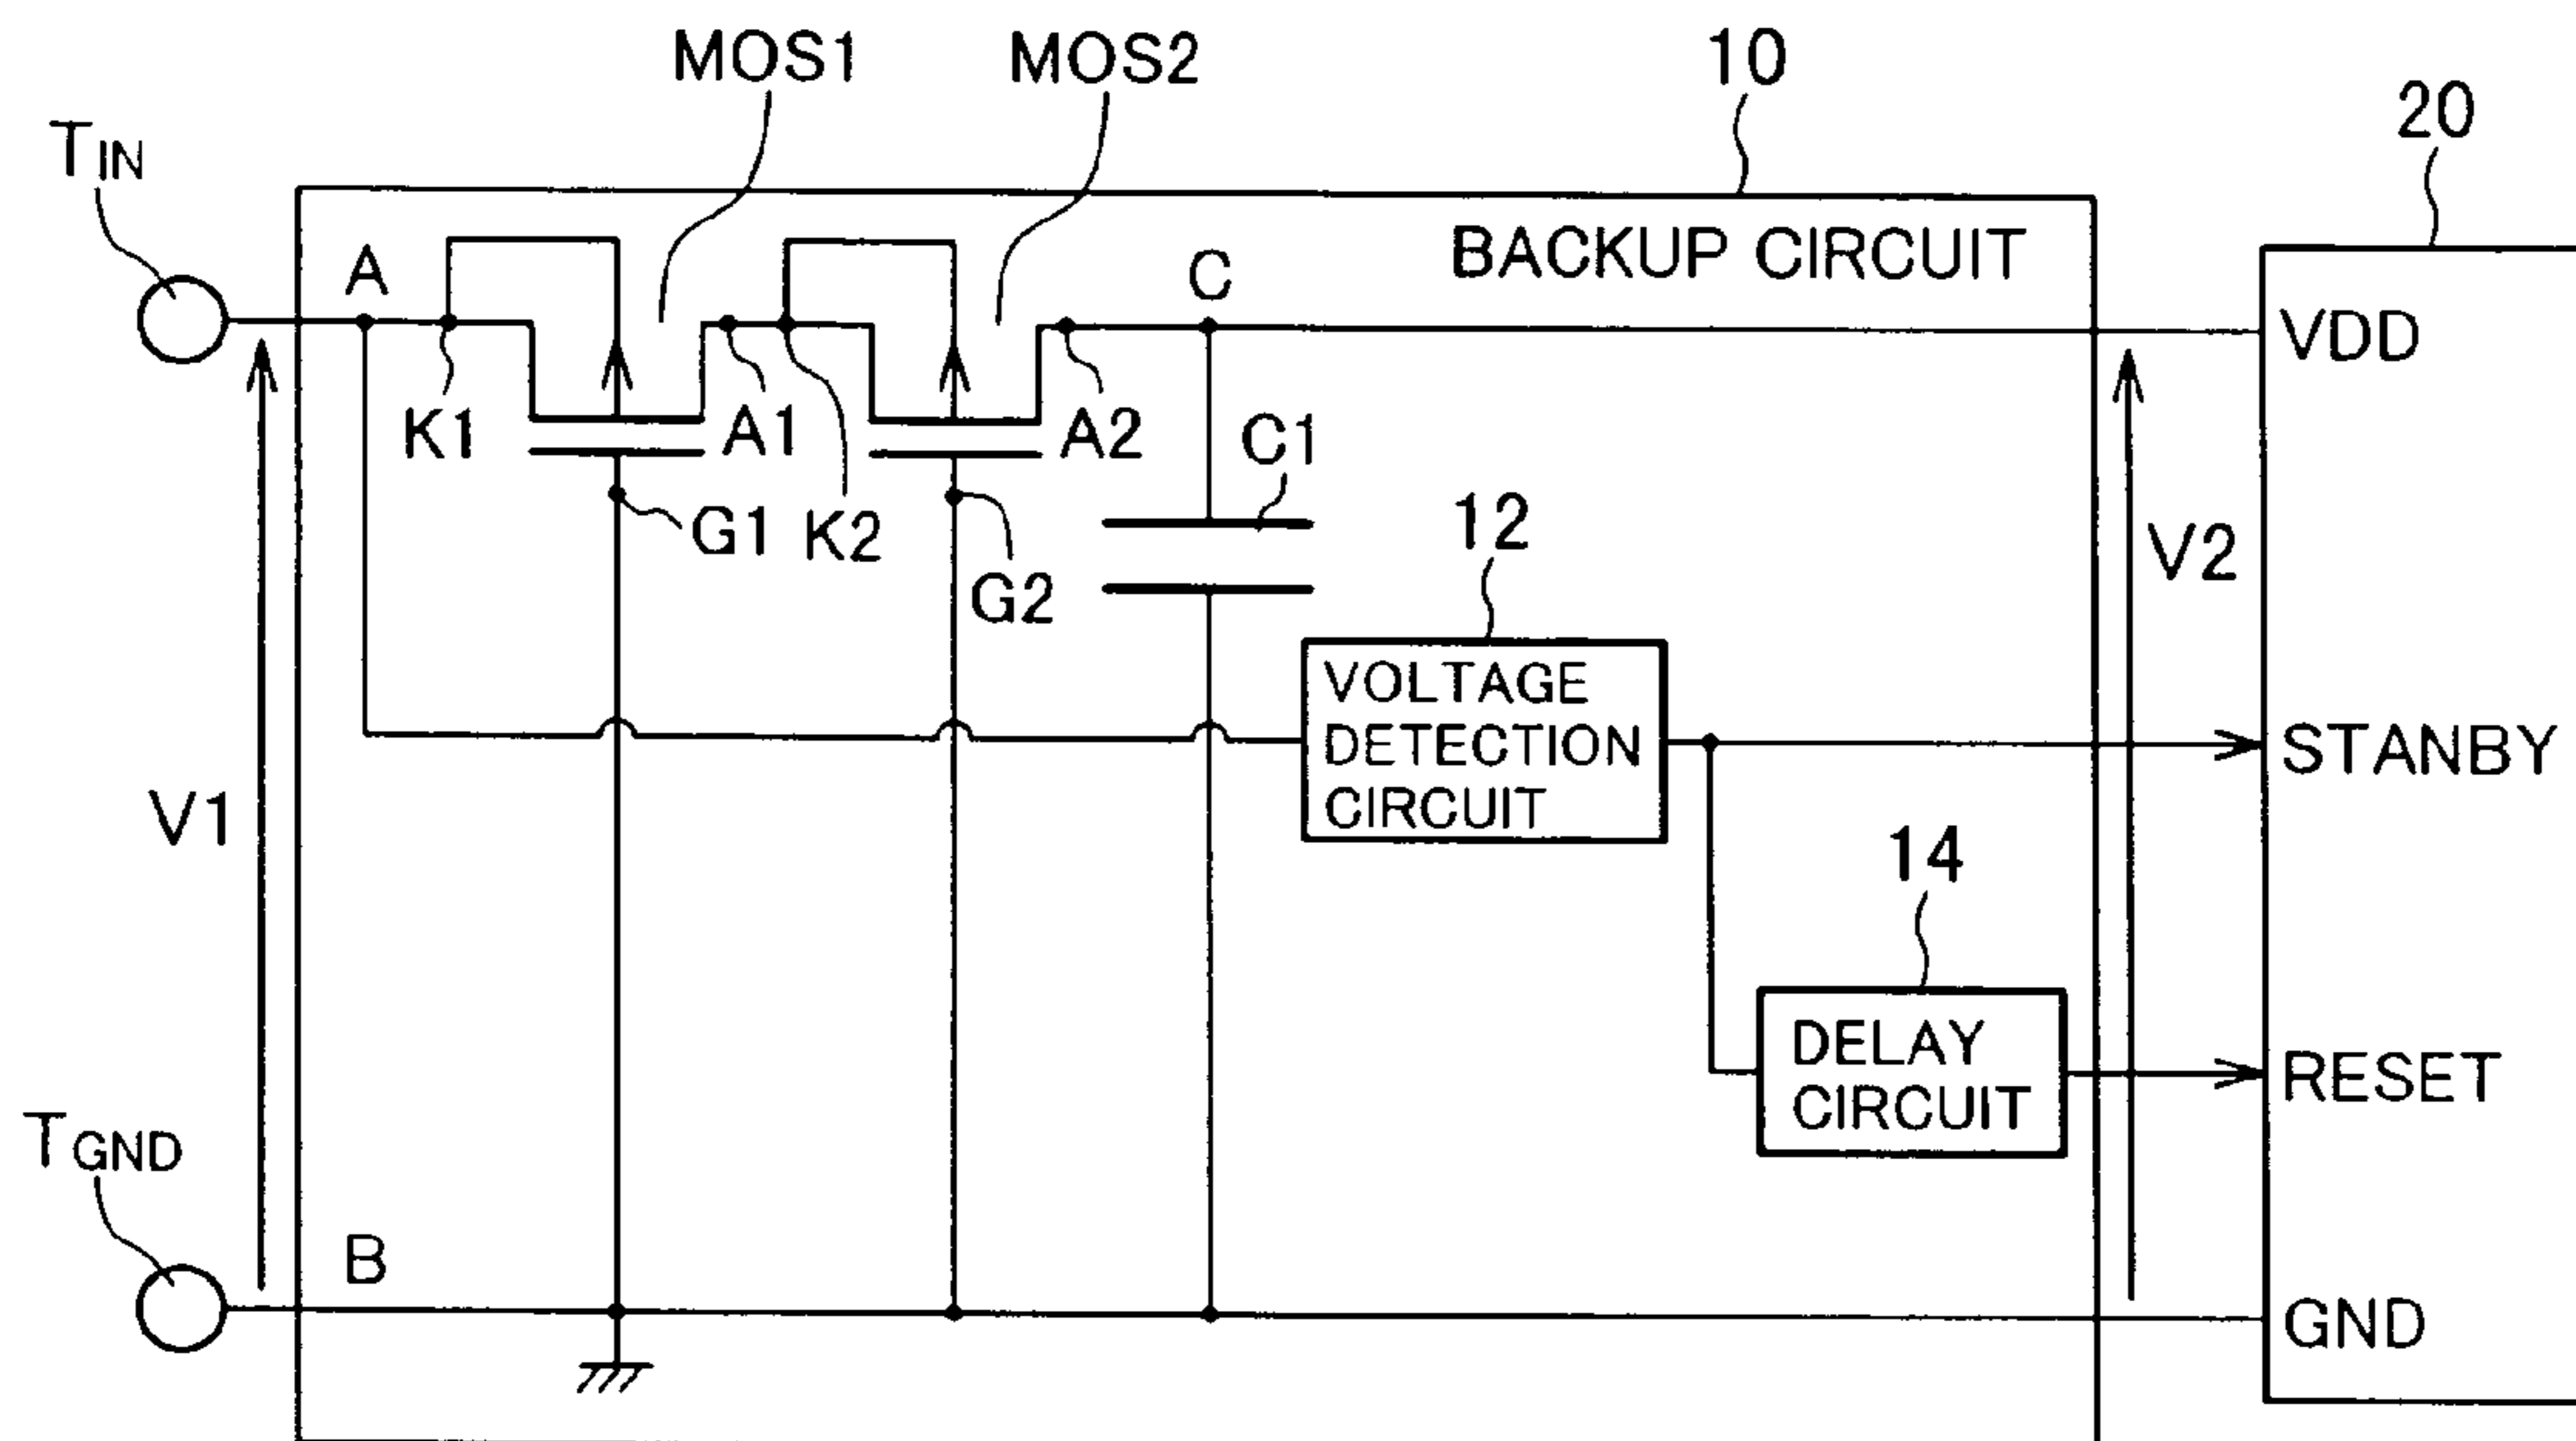 MOS1
MOS2
10
20
TIN
BACKUP CIRCUIT
A
C
VDD
K1
A1
A2
C1
G1
K2
G2
12
V2
VOLTAGE
DETECTION
CIRCUIT
STANBY
V1
14
DELAY
CIRCUIT
RESET
TGND
B
GND